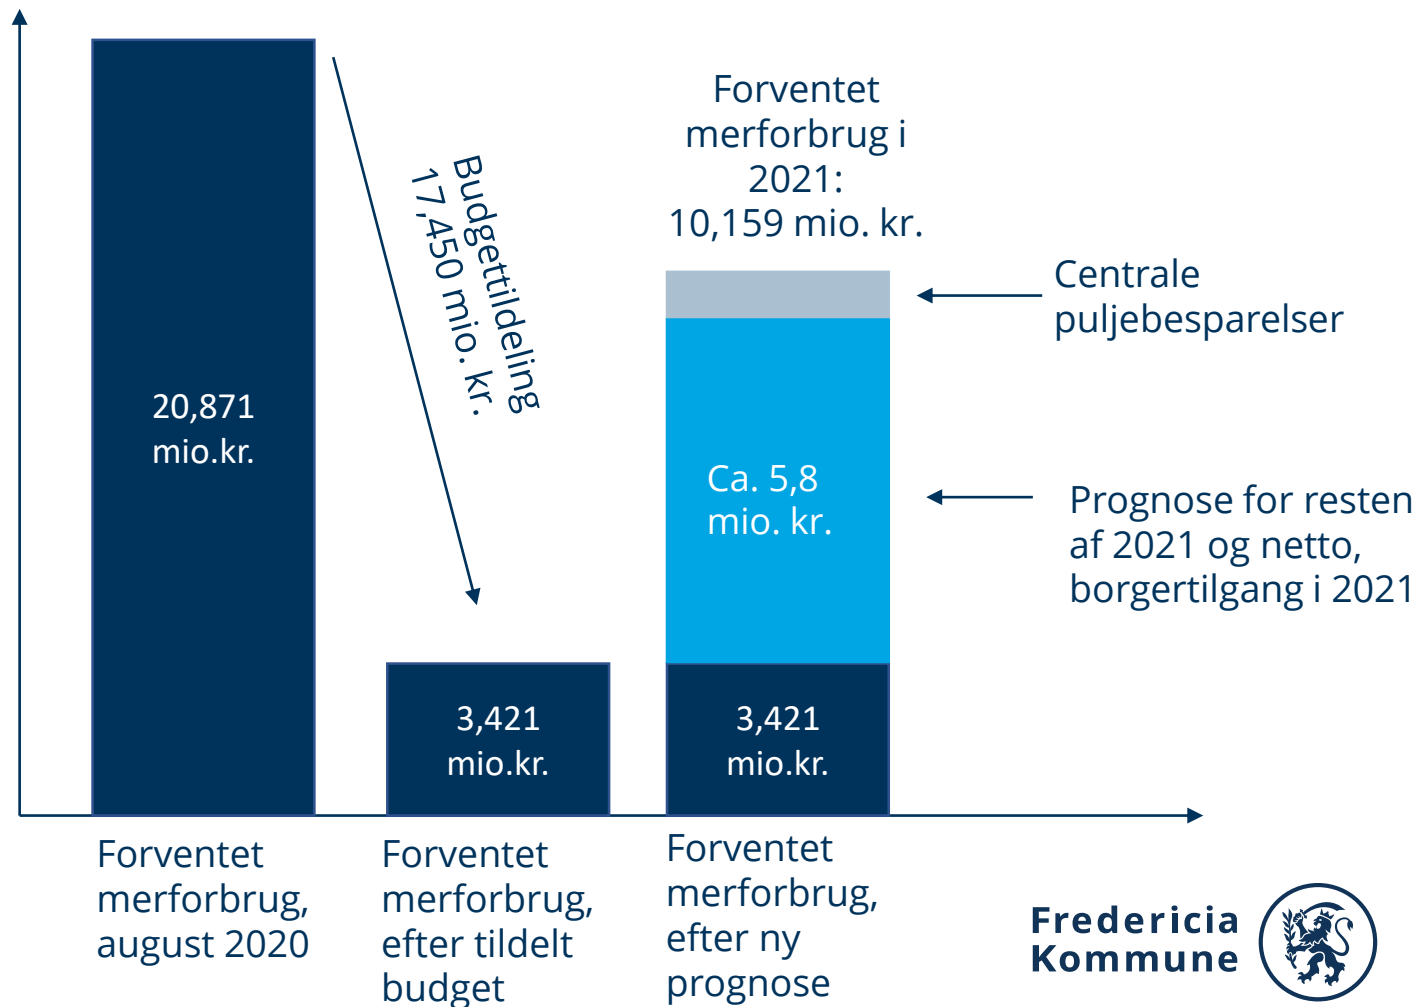 20,871
mio.kr.
Budgettildeling
17,450 mio. kr.
3,421
mio.kr.
Forventet
merforbrug i
2021:
10,159 mio. kr.
Ca. 5,8
mio. kr.
3,421
mio.kr.
Centrale
puljebesparelser
Prognose for resten
af 2021 og netto,
borgertilgang i 2021
Forventet
merforbrug,
august 2020
Forventet
merforbrug,
efter tildelt
budget
Forventet
merforbrug,
efter ny
prognose
Fredericia
Kommune